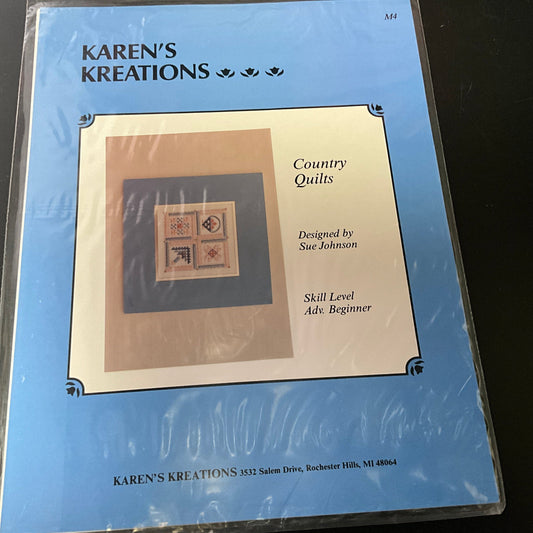 M4
KAREN'S
KREATIONS
Country
Quilts
Designed by
Sue Johnson
Skill Level
Adv. Beginner
KAREN'S KREATIONS 3532 Salem Drive, Rochester Hills, MI 48064